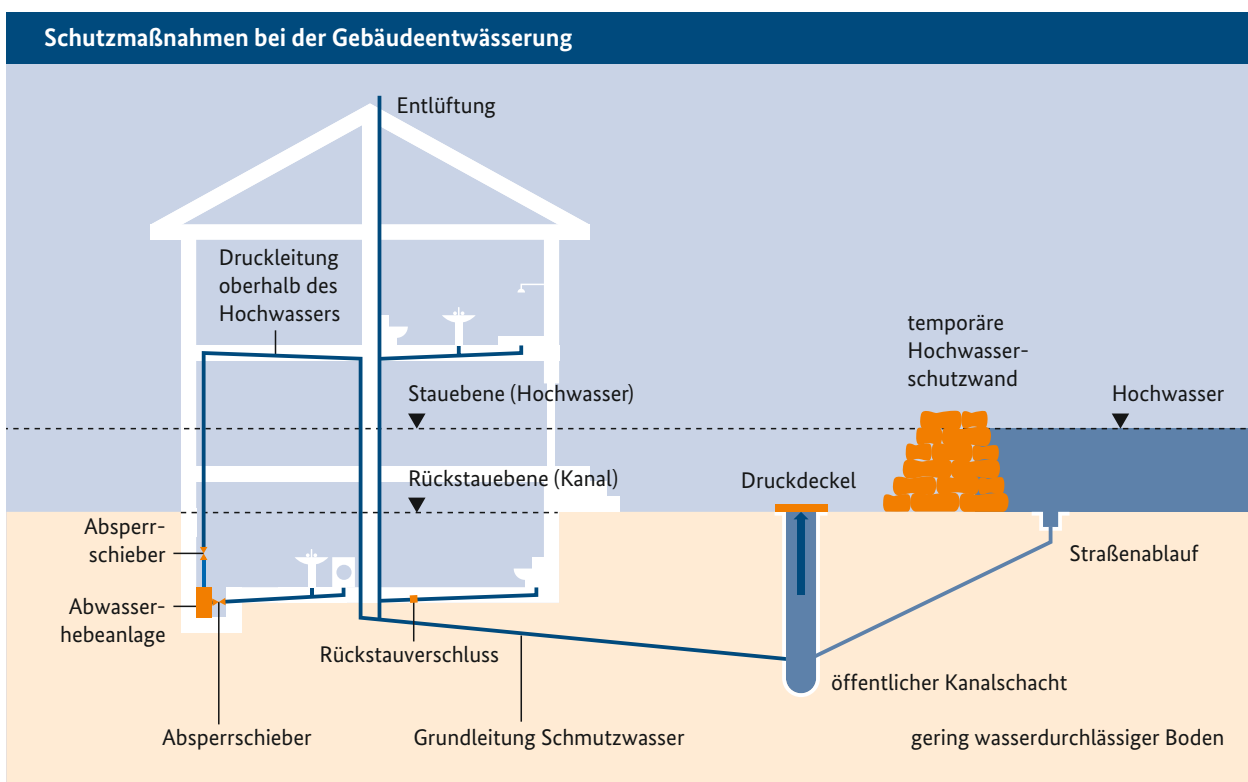 Schutzmaßnahmen bei der Gebäudeentwässerung
Entlüftung
Druckleitung
oberhalb des
Hochwassers
temporäre
Hochwasser-
schutzwand
Stauebene (Hochwasser)
Hochwasser
Rückstauebene (Kanal)
Druckdeckel
Absperr-
schieber
Straßenablauf
Abwasser-
hebeanlage
Rückstauverschluss
öffentlicher Kanalschacht
Absperrschieber
Grundleitung Schmutzwasser
gering wasserdurchlässiger Boden